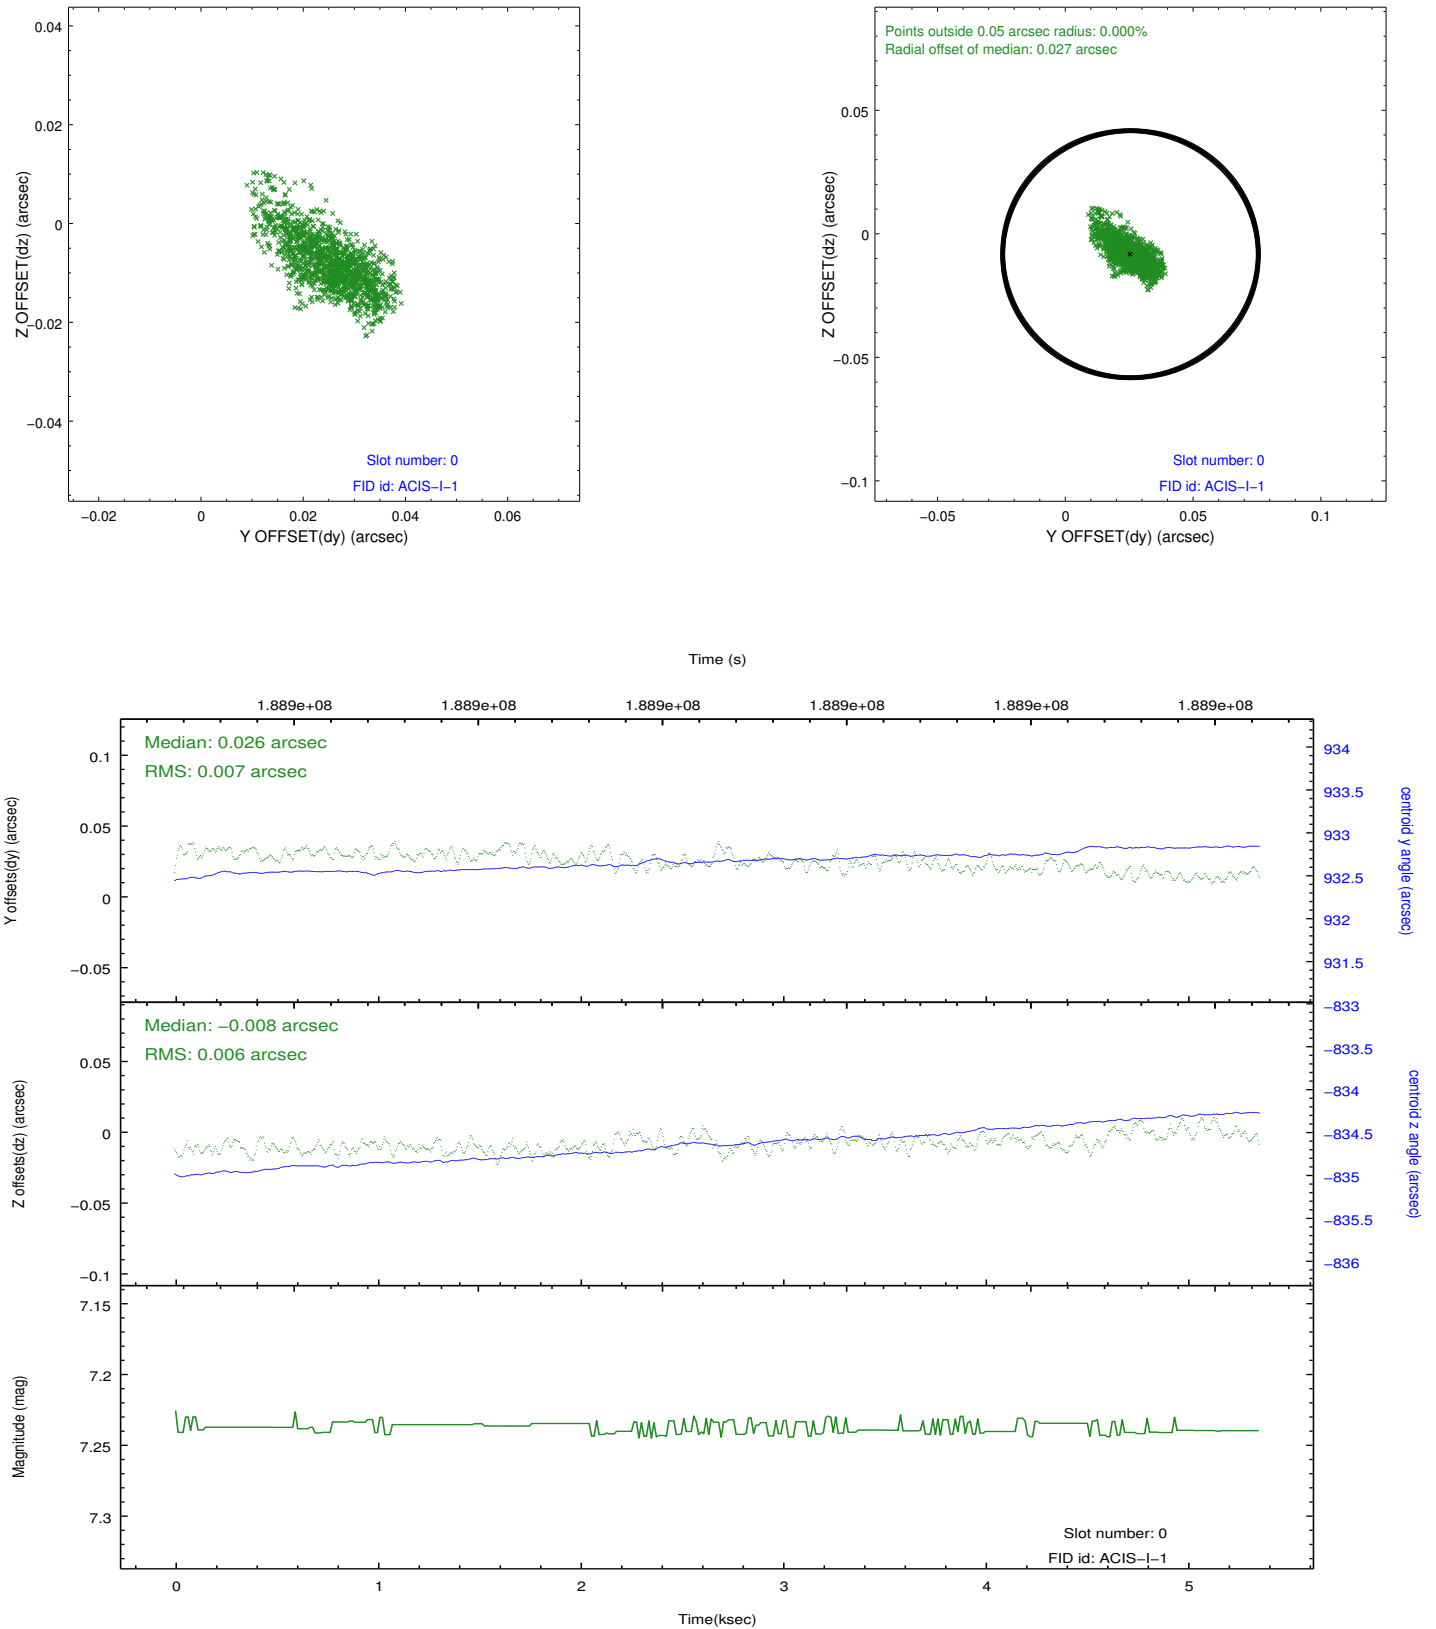 0.04
0.02
0
−0.02
−0.04
Z OFFSET(dz) (arcsec)
Slot number: 0
FID id: ACIS−I−1
−0.02 0 0.02 0.04 0.06
Y OFFSET(dy) (arcsec)
Points outside 0.05 arcsec radius: 0.000%
Radial offset of median: 0.027 arcsec
0.05
0
−0.05
−0.1
Z OFFSET(dz) (arcsec)
Slot number: 0
FID id: ACIS−I−1
−0.05 0 0.05 0.1
Y OFFSET(dy) (arcsec)
Time (s)
1.889e+08 1.889e+08 1.889e+08 1.889e+08 1.889e+08 1.889e+08
Median: 0.026 arcsec
RMS: 0.007 arcsec
0.1
0.05
0
−0.05
Y offsets(dy) (arcsec)
934
933.5
933
932.5
932
931.5
centroid y angle (arcsec)
Median: −0.008 arcsec
RMS: 0.006 arcsec
0.05
0
−0.05
−0.1
Z offsets(dz) (arcsec)
−833
−833.5
−834
−834.5
−835
−835.5
−836
centroid z angle (arcsec)
7.15
7.2
7.25
7.3
Magnitude (mag)
Slot number: 0
FID id: ACIS−I−1
0 1 2 3 4 5
Time(ksec)